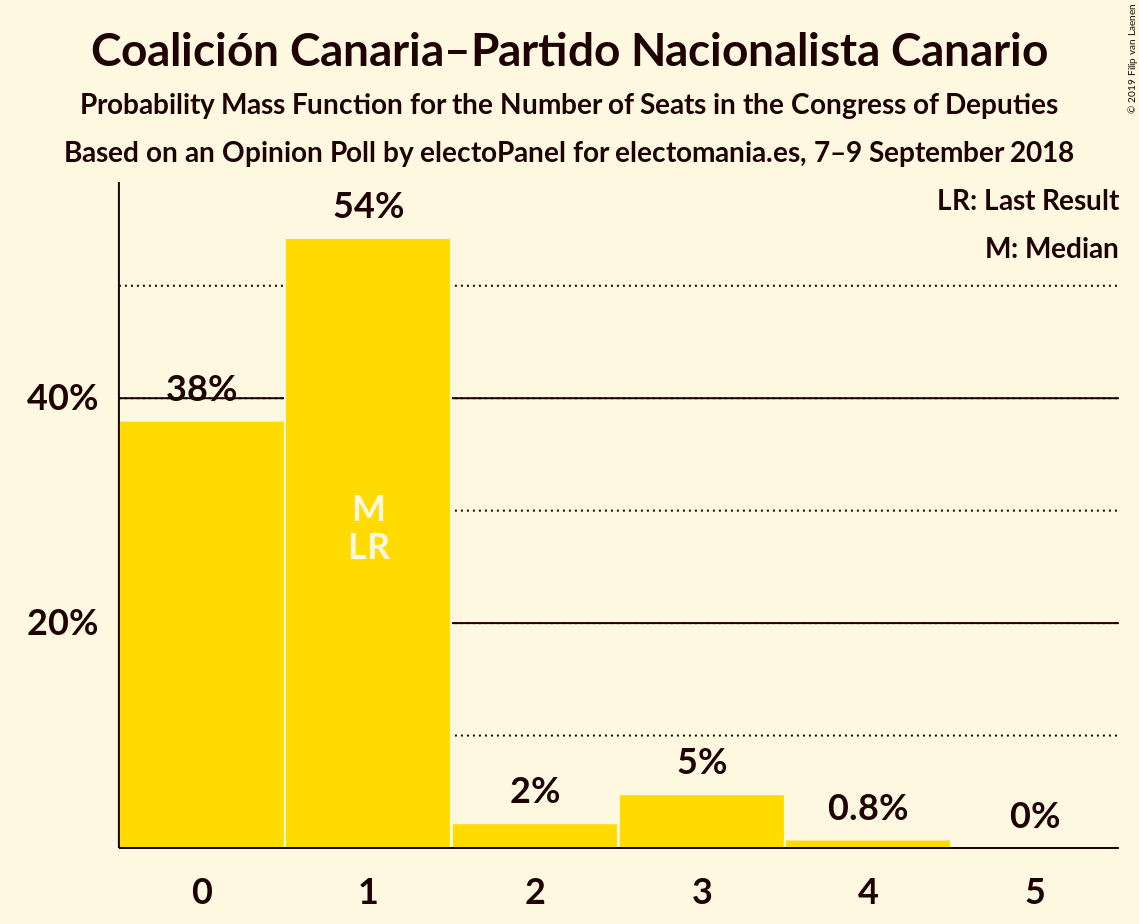 Coalición Canaria–Partido Nacionalista Canario
Probability Mass Function for the Number of Seats in the Congress of Deputies
Based on an Opinion Poll by electoPanel for electomania.es, 7–9 September 2018
© 2019 Filip van Laenen
LR: Last Result
M: Median
54%
38%
40%
M
LR
20%
5%
2%
0.8%
0%
0 1 2 3 4 5